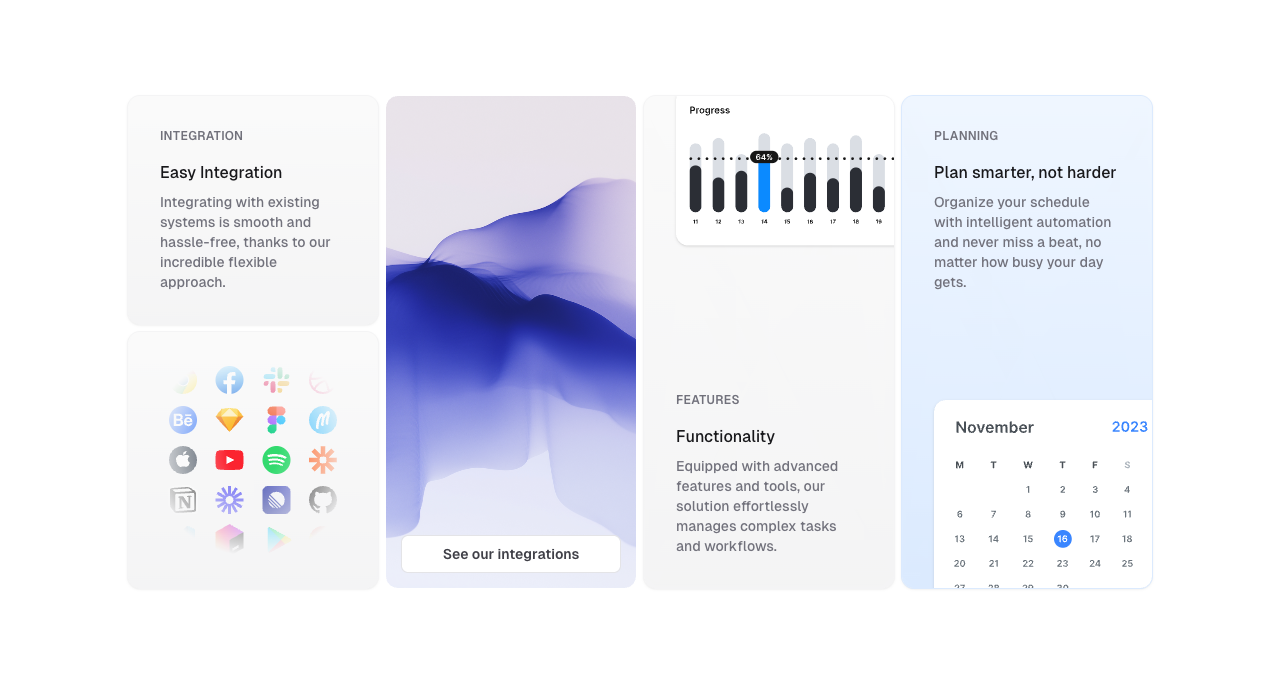 INTEGRATION
Easy Integration
Integrating with existing
systems is smooth and
hassle-free, thanks to our
incredible flexible
approach.
Bē
N
See our integrations
Progress
64%
11 12 13 14 15 16 17 18 19
FEATURES
Functionality
Equipped with advanced
features and tools, our
solution effortlessly
manages complex tasks
and workflows.
PLANNING
Plan smarter, not harder
Organize your schedule
with intelligent automation
and never miss a beat, no
matter how busy your day
gets.
November 2023
M T W T F S
1 2 3 4
6 7 8 9 10 11
13 14 15 16 17 18
20 21 22 23 24 25
27 28 29 30